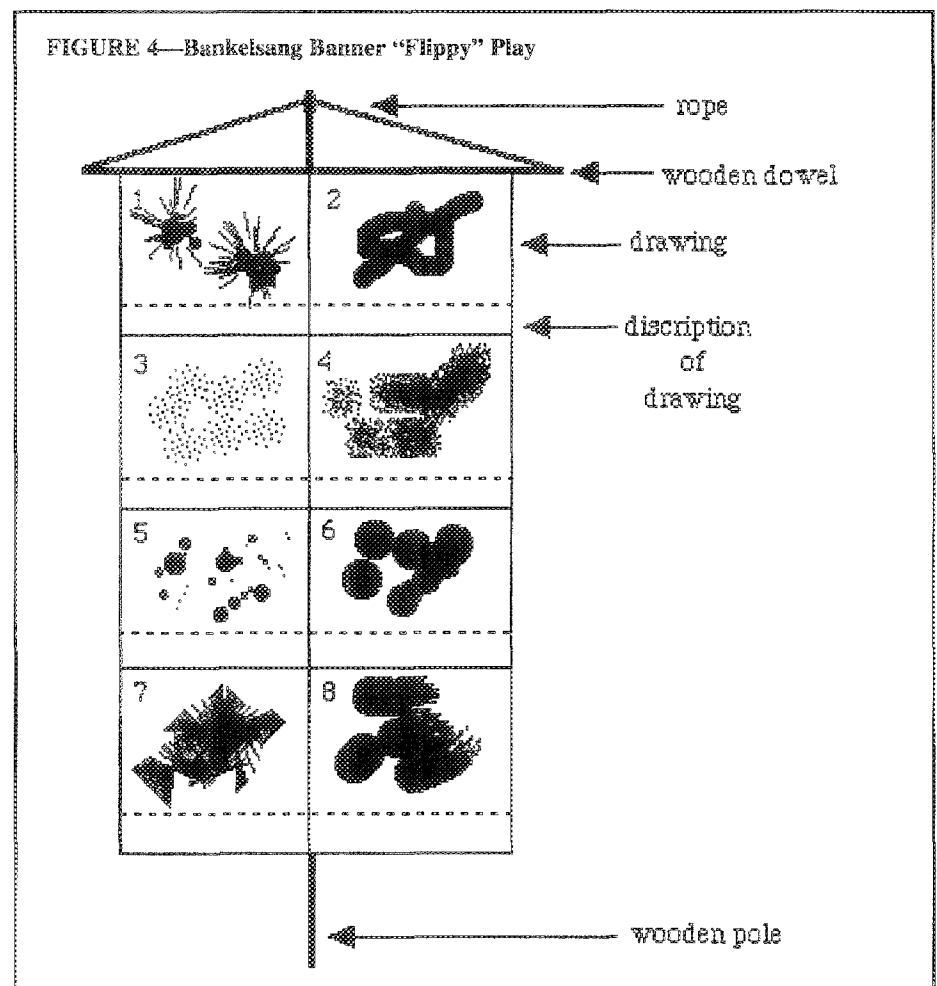 FIGURE 4—Bankelsang Banner “Flippy” Play
rope
wooden dowel
1
2
drawing
discription
of
drawing
3
4
5
6
7
8
wooden pole